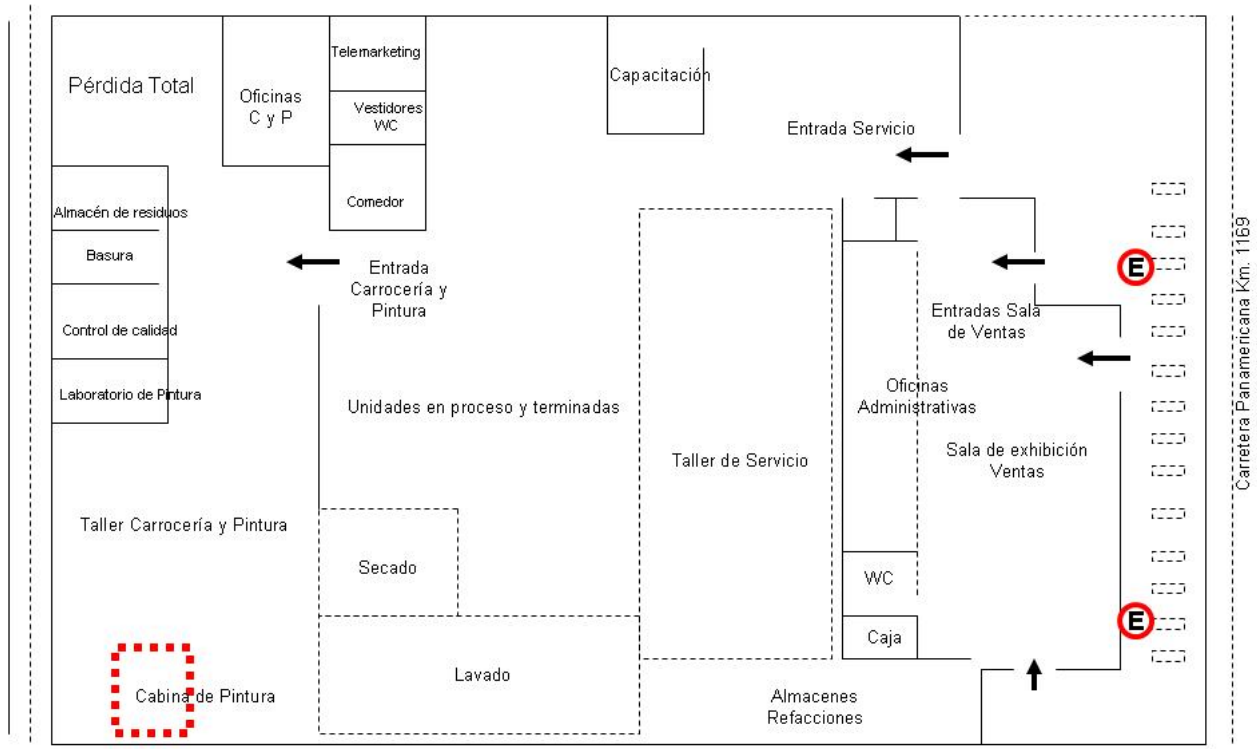 Telemarketing
Pérdida Total
Oficinas
C y P
Vestidores
WC
Capacitación
Entrada Servicio
Almacén de residuos
Comedor
Basura
Entrada
Carrocería y
Pintura
E
Entradas Sala
de Ventas
Control de calidad
Laboratorio de Pintura
Unidades en proceso y terminadas
Oficinas
Administrativas
Carretera Panamericana Km. 1169
Taller de Servicio
Sala de exhibición
Ventas
Taller Carrocería y Pintura
Secado
WC
E
Caja
Lavado
Cabina de Pintura
Almacenes
Refacciones